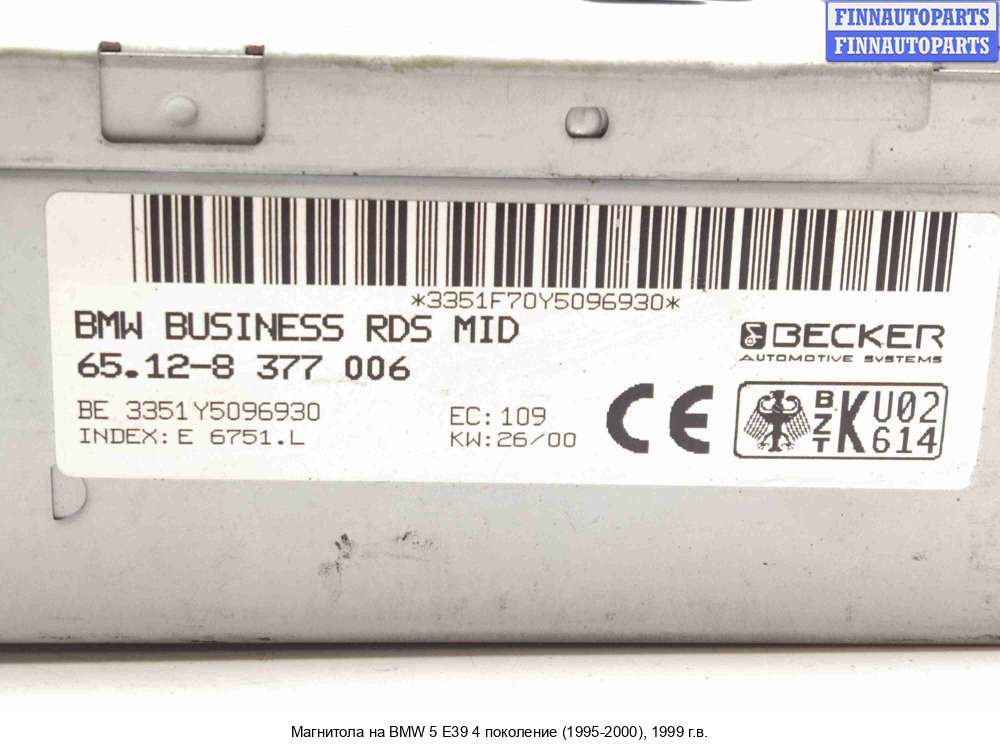 FINNAUTOPARTS
FINNAUTOPARTS
*3351F70Y5096930*
BMW BUSINESS RDS MID
65.12-8 377 006
BECKER
AUTOMOTIVE SYSTEMS
BE 3351Y5096930
INDEX: E 6751.L
EC: 109
KW: 26/00
CE
BZT K U02 614
Магнитола на BMW 5 E39 4 поколение (1995-2000), 1999 г.в.